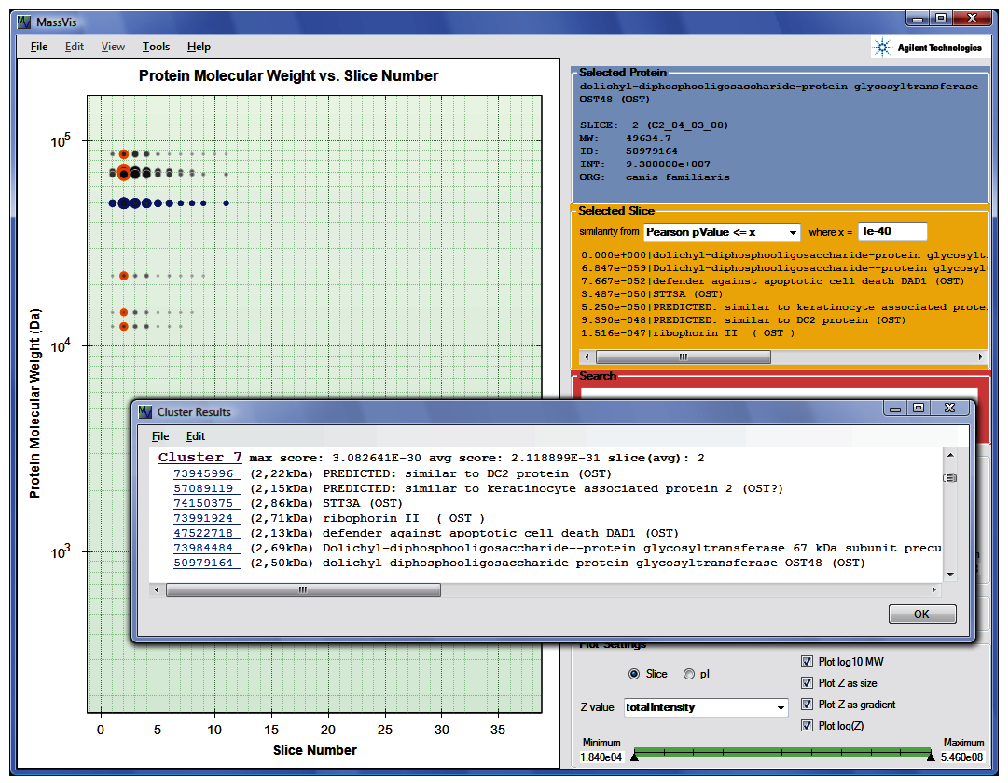 MassVis
File Edit View Tools Help
Agilent Technologies
Protein Molecular Weight vs. Slice Number
10^5
10^4
10^3
Protein Molecular Weight (Da)
0 5 10 15 20 25 30 35
Slice Number
Selected Protein
dolichyl-diphosphooligosaccharide-protein glycosyltransferase
OST48 (OST)
SLICE: 2 (C2_04_03_08)
MW: 49634.7
ID: 50979164
INT: 9.300000e+007
ORG: canis familiaris
Selected Slice
similarity from Pearson pValue <= x where x = 1e-40
0.000e+000|dolichyl-diphosphooligosaccharide-protein glycosylt
6.847e-059|dolichyl-diphosphooligosaccharide--protein glycosyl
7.667e-052|defender against apoptotic cell death DAD1 (OST)
3.487e-050|STT3A (OST)
5.250e-050|PREDICTED: similar to keratinocyte associated prote
9.390e-048|PREDICTED: similar to DC2 protein (OST)
1.516e-047|ribophorin II ( OST )
Search
Cluster Results
File Edit
Cluster 7 max score: 3.082641E-30 avg score: 2.118899E-31 slice(avg): 2
73945996 (2,22kDa) PREDICTED: similar to DC2 protein (OST)
57089119 (2,15kDa) PREDICTED: similar to keratinocyte associated protein 2 (OST?)
74150375 (2,86kDa) STT3A (OST)
73991924 (2,71kDa) ribophorin II ( OST )
47522718 (2,13kDa) defender against apoptotic cell death DAD1 (OST)
73984484 (2,69kDa) Dolichyl-diphosphooligosaccharide--protein glycosyltransferase 67 kDa subunit precu
50979164 (2,50kDa) dolichyl diphosphooligosaccharide protein glycosyltransferase OST48 (OST)
OK
Plot Settings
Slice pI
Z value totalIntensity
Plot log10 MW
Plot Z as size
Plot Z as gradient
Plot log(Z)
Minimum Maximum
1.840e04 5.460e08